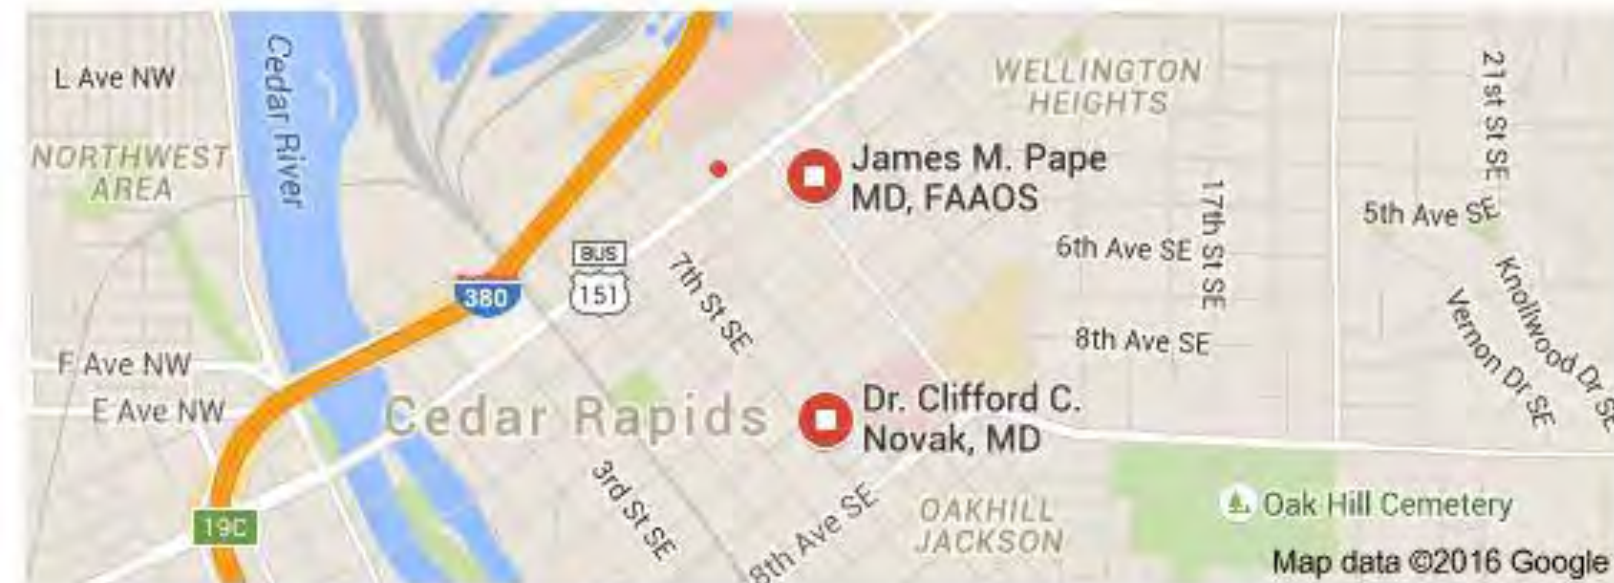 L Ave NW
Cedar River
WELLINGTON
HEIGHTS
21st St SE
NORTHWEST
AREA
James M. Pape
MD, FAAOS
17th St SE
5th Ave SE
6th Ave SE
BUS
151
7th St SE
380
Knollwood Dr SE
Vernon Dr SE
8th Ave SE
F Ave NW
E Ave NW
Cedar Rapids
Dr. Clifford C.
Novak, MD
3rd St SE
8th Ave SE
OAKHILL
JACKSON
Oak Hill Cemetery
19C
Map data ©2016 Google